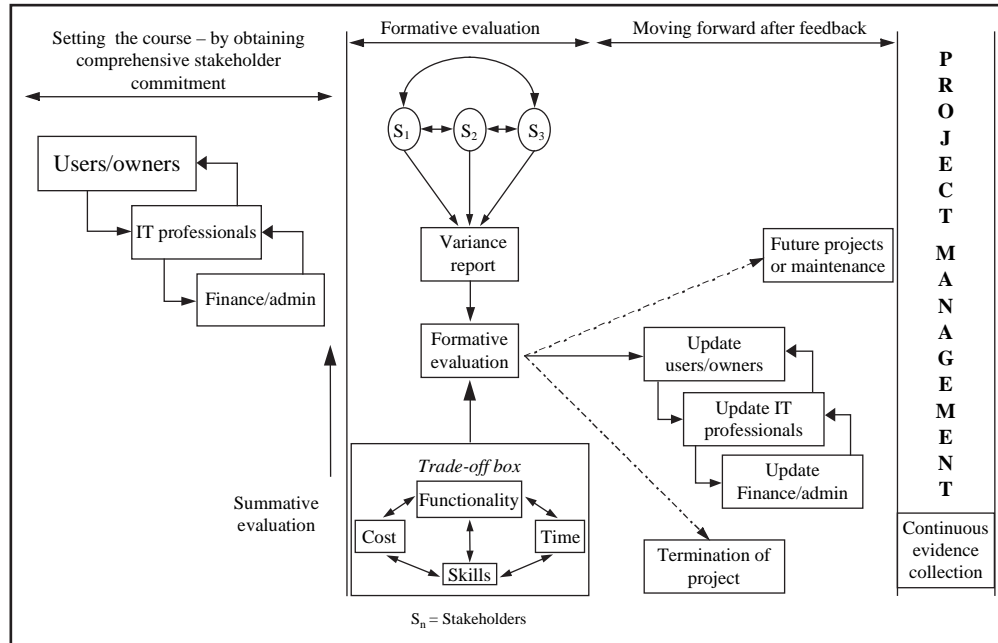 Setting the course – by obtaining
comprehensive stakeholder
commitment
Users/owners
IT professionals
Finance/admin
Summative
evaluation
Formative evaluation
S1
S2
S3
Variance
report
Formative
evaluation
Trade-off box
Functionality
Cost
Time
Skills
Sn = Stakeholders
Moving forward after feedback
Future projects
or maintenance
Update
users/owners
Update IT
professionals
Update
Finance/admin
Termination of
project
PROJECT MANAGEMENT
Continuous
evidence
collection